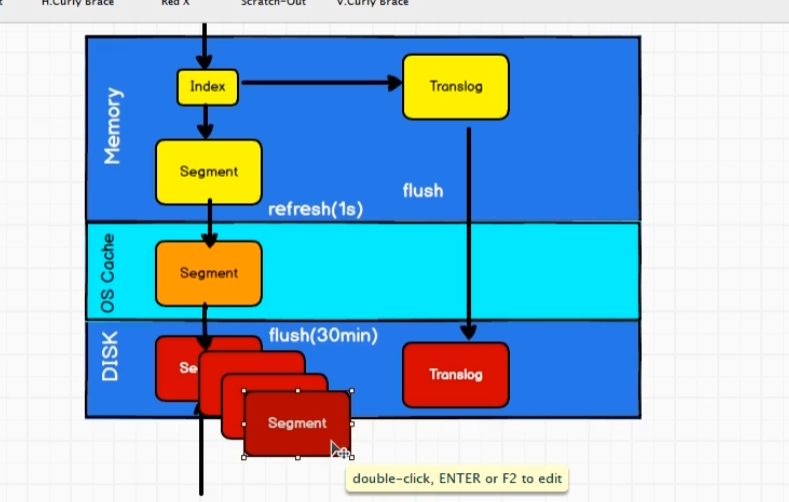 H.Curly Brace
Red X
Scratch-Out
V.Curly Brace
Memory
Index
Translog
Segment
flush
refresh(1s)
OS Cache
Segment
DISK
flush(30min)
Se
Translog
Segment
double-click, ENTER or F2 to edit